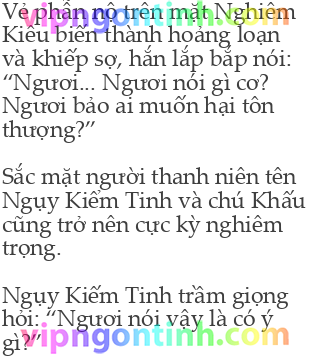 Vẻ phẫn nộ trên mặt Nghiêm
Kiều biến thành hoảng loạn
và khiếp sợ, hắn lắp bắp nói:
“Ngươi... Ngươi nói gì cơ?
Ngươi bảo ai muốn hại tôn
thượng?”
Sắc mặt người thanh niên tên
Ngụy Kiểm Tinh và chú Khấu
cũng trở nên cực kỳ nghiêm
trọng.
Ngụy Kiếm Tinh trầm giọng
hỏi: “Ngươi nói vậy là có ý
gì?”
vipngontinh.com
vipngontinh.com
vipngontinh.com